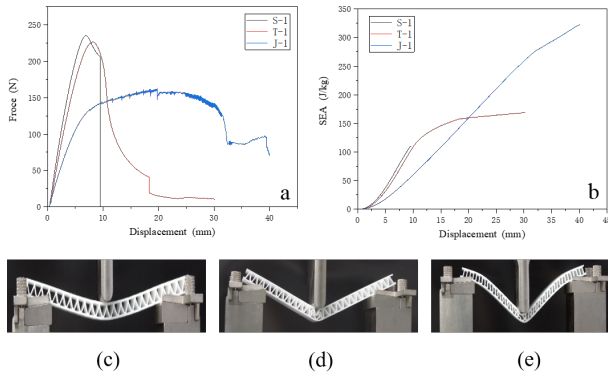 a
Froce (N)
250
200
150
100
50
0
S-1
T-1
J-1
a
0 10 20 30 40
Displacement (mm)
b
SEA (J/kg)
350
300
250
200
150
100
50
0
S-1
T-1
J-1
b
0 5 10 15 20 25 30 35 40 45
Displacement (mm)
(c) (d) (e)